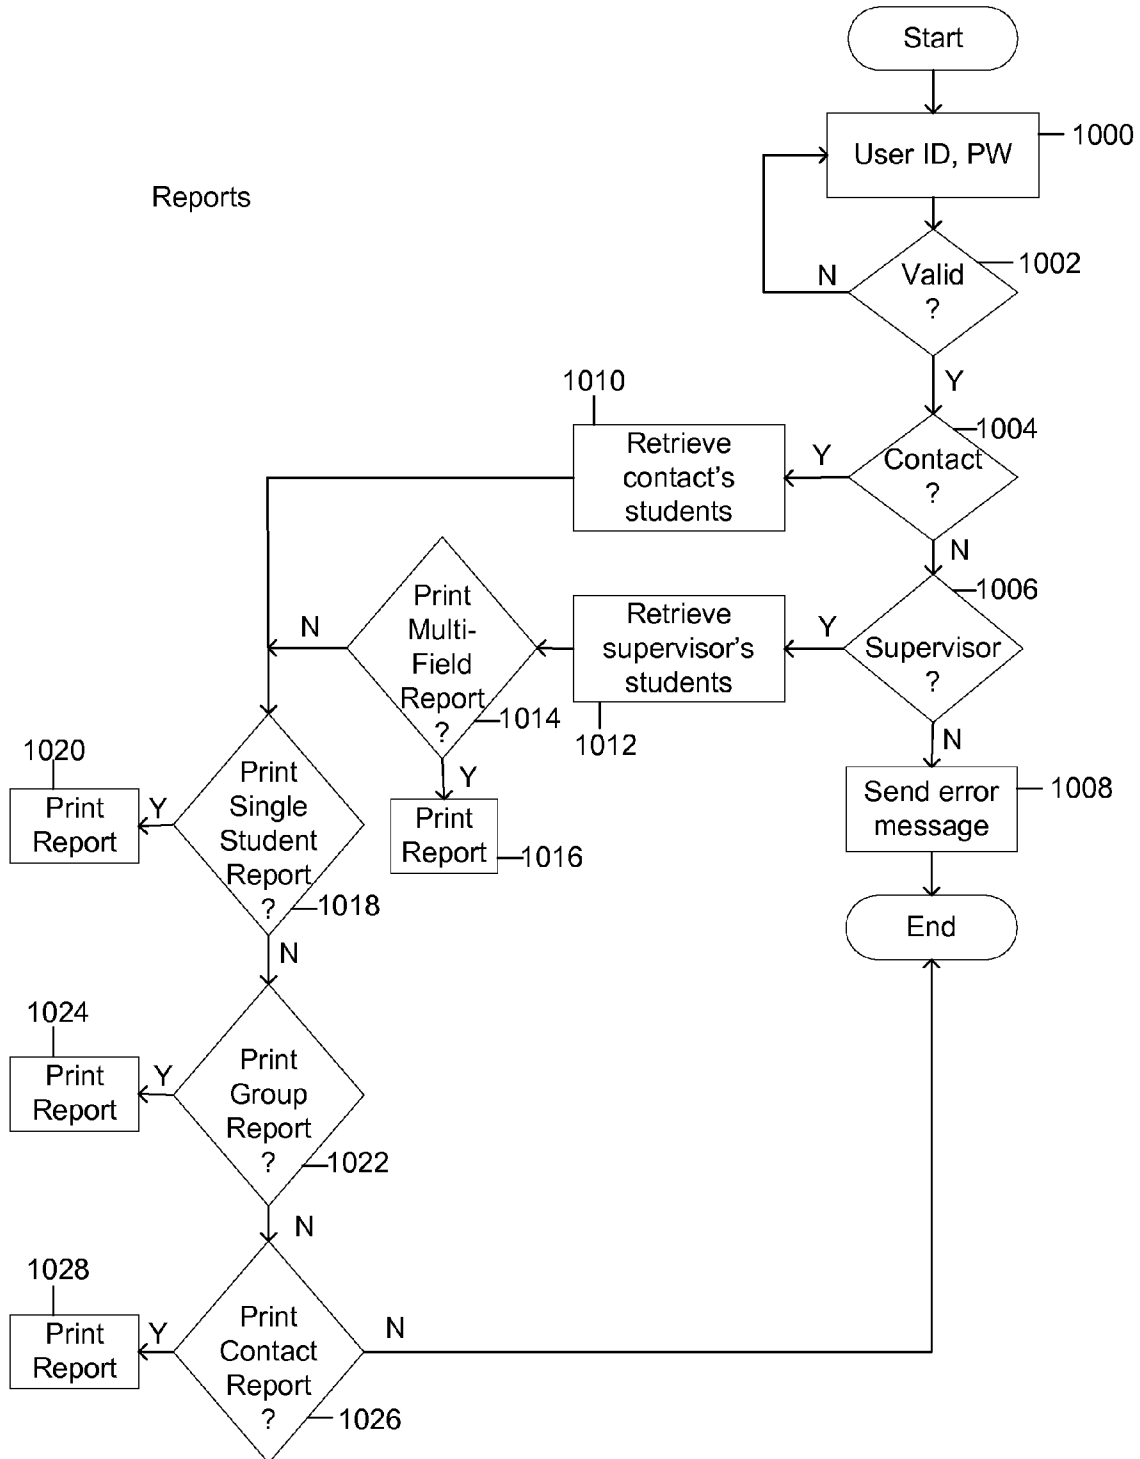 Start
User ID, PW
1000
Reports
Valid
?
1002
N
Y
1010
Retrieve
contact's
students
Y
Contact
?
1004
N
Print
Multi-
Field
Report
?
1014
N
Y
Retrieve
supervisor's
students
1012
Y
Supervisor
?
1006
N
Print
Report
1016
Send error
message
1008
End
1020
Print
Report
Y
Print
Single
Student
Report
?
1018
N
1024
Print
Report
Y
Print
Group
Report
?
1022
N
1028
Print
Report
Y
Print
Contact
Report
?
1026
N